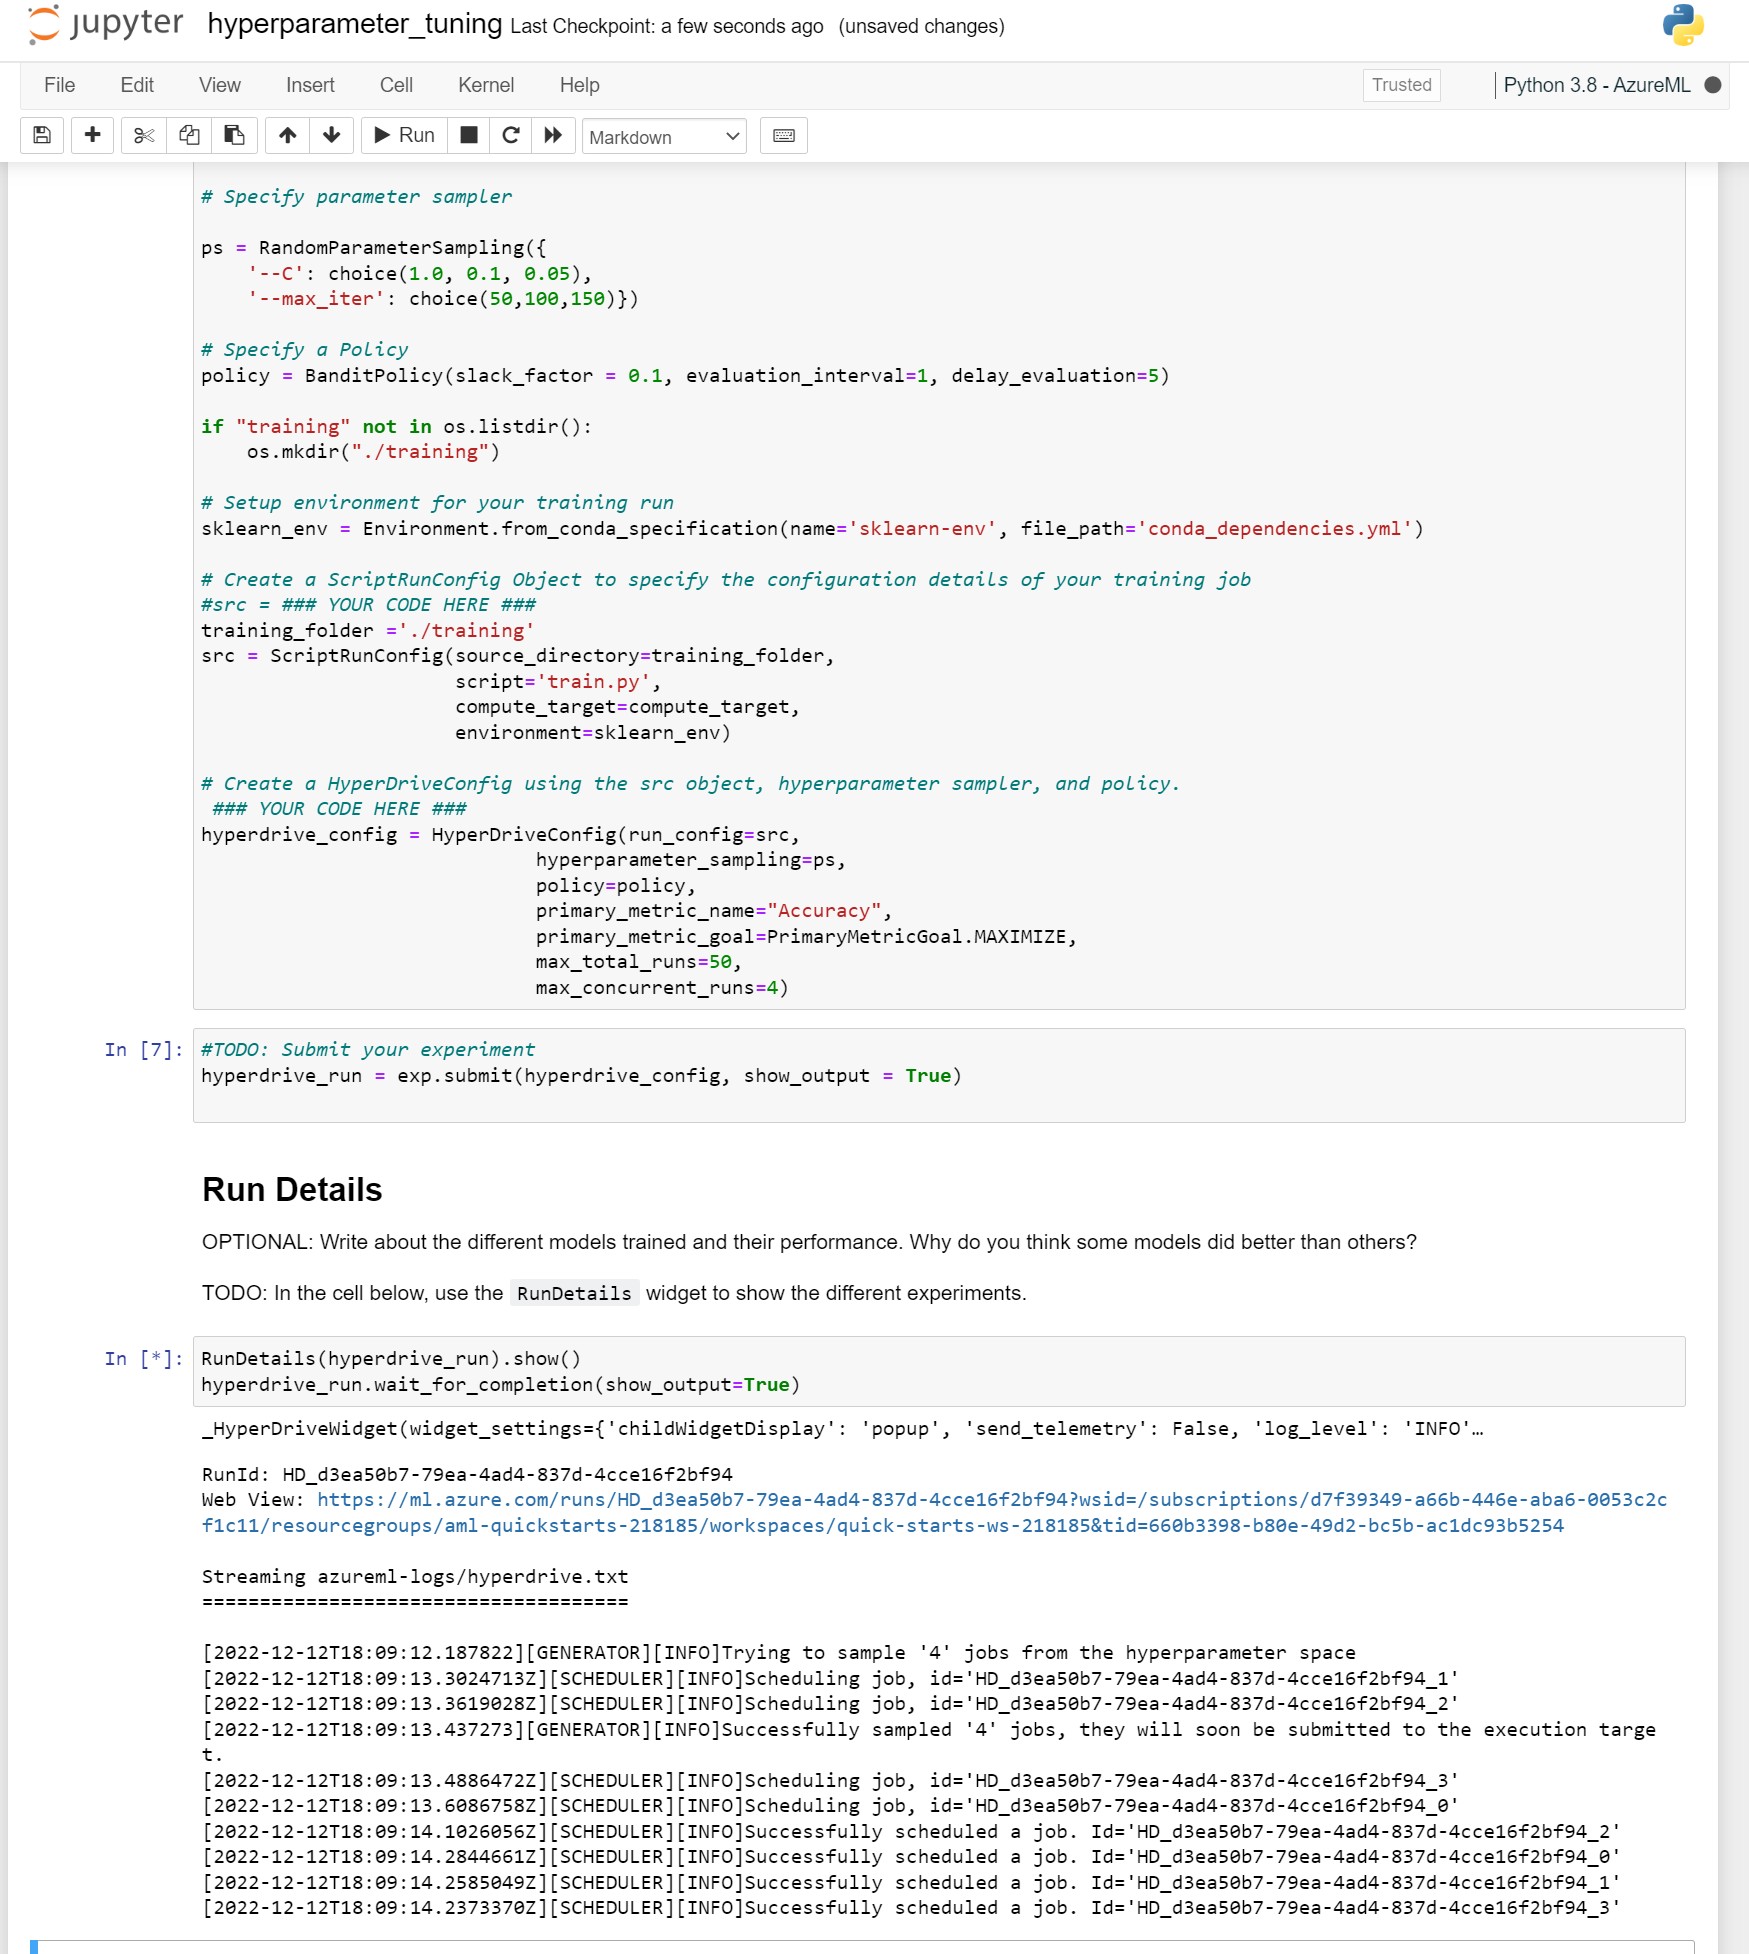 jupyter hyperparameter_tuning Last Checkpoint: a few seconds ago (unsaved changes)
File Edit View Insert Cell Kernel Help Trusted Python 3.8 - AzureML
Run Markdown
# Specify parameter sampler
ps = RandomParameterSampling({
'--C': choice(1.0, 0.1, 0.05),
'--max_iter': choice(50,100,150)})
# Specify a Policy
policy = BanditPolicy(slack_factor = 0.1, evaluation_interval=1, delay_evaluation=5)
if "training" not in os.listdir():
os.mkdir("./training")
# Setup environment for your training run
sklearn_env = Environment.from_conda_specification(name='sklearn-env', file_path='conda_dependencies.yml')
# Create a ScriptRunConfig Object to specify the configuration details of your training job
#src = ### YOUR CODE HERE ###
training_folder ='./training'
src = ScriptRunConfig(source_directory=training_folder,
script='train.py',
compute_target=compute_target,
environment=sklearn_env)
# Create a HyperDriveConfig using the src object, hyperparameter sampler, and policy.
### YOUR CODE HERE ###
hyperdrive_config = HyperDriveConfig(run_config=src,
hyperparameter_sampling=ps,
policy=policy,
primary_metric_name="Accuracy",
primary_metric_goal=PrimaryMetricGoal.MAXIMIZE,
max_total_runs=50,
max_concurrent_runs=4)
In [7]: #TODO: Submit your experiment
hyperdrive_run = exp.submit(hyperdrive_config, show_output = True)
Run Details
OPTIONAL: Write about the different models trained and their performance. Why do you think some models did better than others?
TODO: In the cell below, use the RunDetails widget to show the different experiments.
In [*]: RunDetails(hyperdrive_run).show()
hyperdrive_run.wait_for_completion(show_output=True)
_HyperDriveWidget(widget_settings={'childWidgetDisplay': 'popup', 'send_telemetry': False, 'log_level': 'INFO'…
RunId: HD_d3ea50b7-79ea-4ad4-837d-4cce16f2bf94
Web View: https://ml.azure.com/runs/HD_d3ea50b7-79ea-4ad4-837d-4cce16f2bf94?wsid=/subscriptions/d7f39349-a66b-446e-aba6-0053c2c
f1c11/resourcegroups/aml-quickstarts-218185/workspaces/quick-starts-ws-218185&tid=660b3398-b80e-49d2-bc5b-ac1dc93b5254
Streaming azureml-logs/hyperdrive.txt
=====================================
[2022-12-12T18:09:12.187822][GENERATOR][INFO]Trying to sample '4' jobs from the hyperparameter space
[2022-12-12T18:09:13.3024713Z][SCHEDULER][INFO]Scheduling job, id='HD_d3ea50b7-79ea-4ad4-837d-4cce16f2bf94_1'
[2022-12-12T18:09:13.3619028Z][SCHEDULER][INFO]Scheduling job, id='HD_d3ea50b7-79ea-4ad4-837d-4cce16f2bf94_2'
[2022-12-12T18:09:13.437273][GENERATOR][INFO]Successfully sampled '4' jobs, they will soon be submitted to the execution targe
t.
[2022-12-12T18:09:13.4886472Z][SCHEDULER][INFO]Scheduling job, id='HD_d3ea50b7-79ea-4ad4-837d-4cce16f2bf94_3'
[2022-12-12T18:09:13.6086758Z][SCHEDULER][INFO]Scheduling job, id='HD_d3ea50b7-79ea-4ad4-837d-4cce16f2bf94_0'
[2022-12-12T18:09:14.1026056Z][SCHEDULER][INFO]Successfully scheduled a job. Id='HD_d3ea50b7-79ea-4ad4-837d-4cce16f2bf94_2'
[2022-12-12T18:09:14.2844661Z][SCHEDULER][INFO]Successfully scheduled a job. Id='HD_d3ea50b7-79ea-4ad4-837d-4cce16f2bf94_0'
[2022-12-12T18:09:14.2585049Z][SCHEDULER][INFO]Successfully scheduled a job. Id='HD_d3ea50b7-79ea-4ad4-837d-4cce16f2bf94_1'
[2022-12-12T18:09:14.2373370Z][SCHEDULER][INFO]Successfully scheduled a job. Id='HD_d3ea50b7-79ea-4ad4-837d-4cce16f2bf94_3'